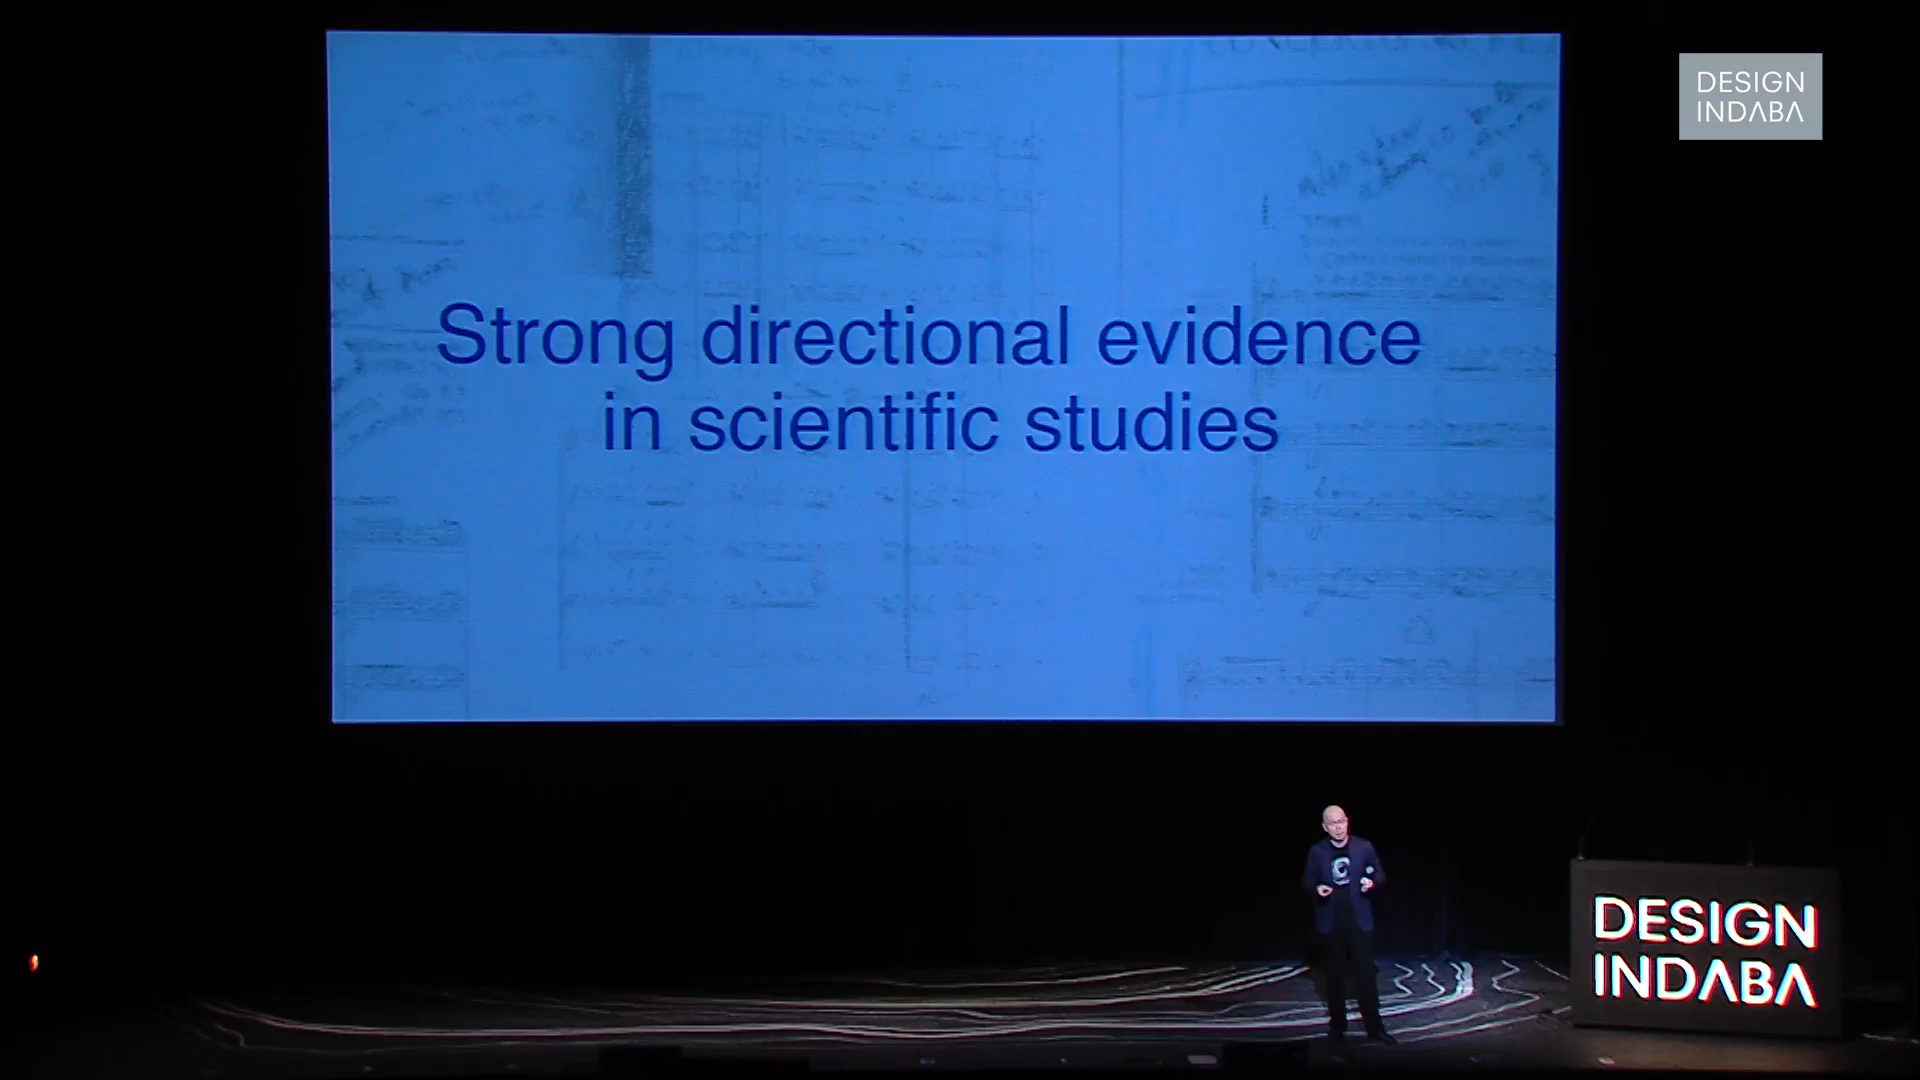 DESIGN
INDABA
Strong directional evidence
in scientific studies
DESIGN
INDABA